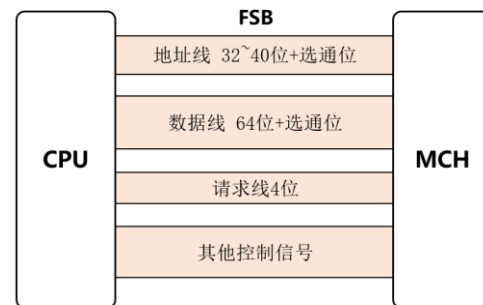 FSB
地址线 32~40位+选通位
数据线 64位+选通位
CPU
MCH
请求线4位
其他控制信号